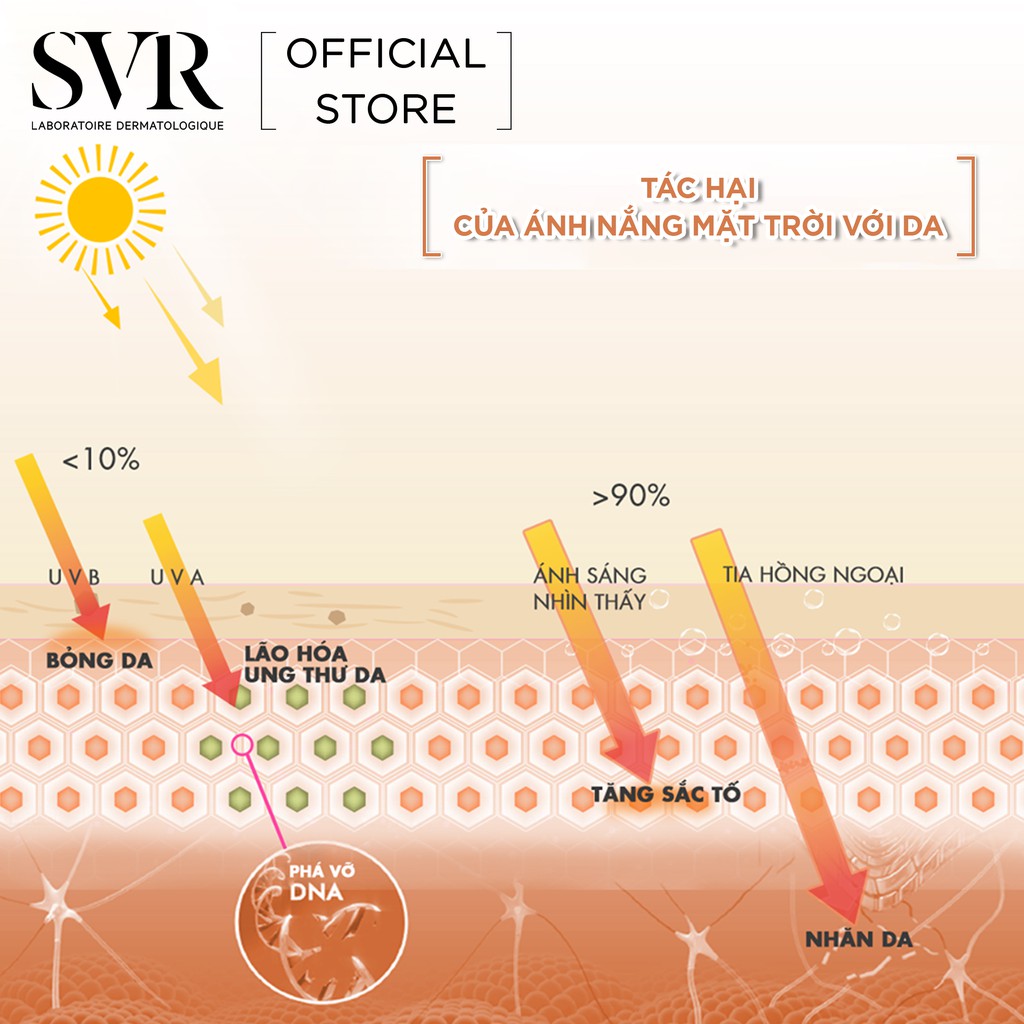 SVR
LABORATOIRE DERMATOLOGIQUE
OFFICIAL
STORE
TÁC HẠI
CỦA ÁNH NẮNG MẶT TRỜI VỚI DA
<10%
>90%
UVB
UVA
ÁNH SÁNG
NHÌN THẤY
TIA HỒNG NGOẠI
BỎNG DA
LÃO HÓA
UNG THƯ DA
TĂNG SẮC TỐ
PHÁ VỠ
DNA
NHĂN DA